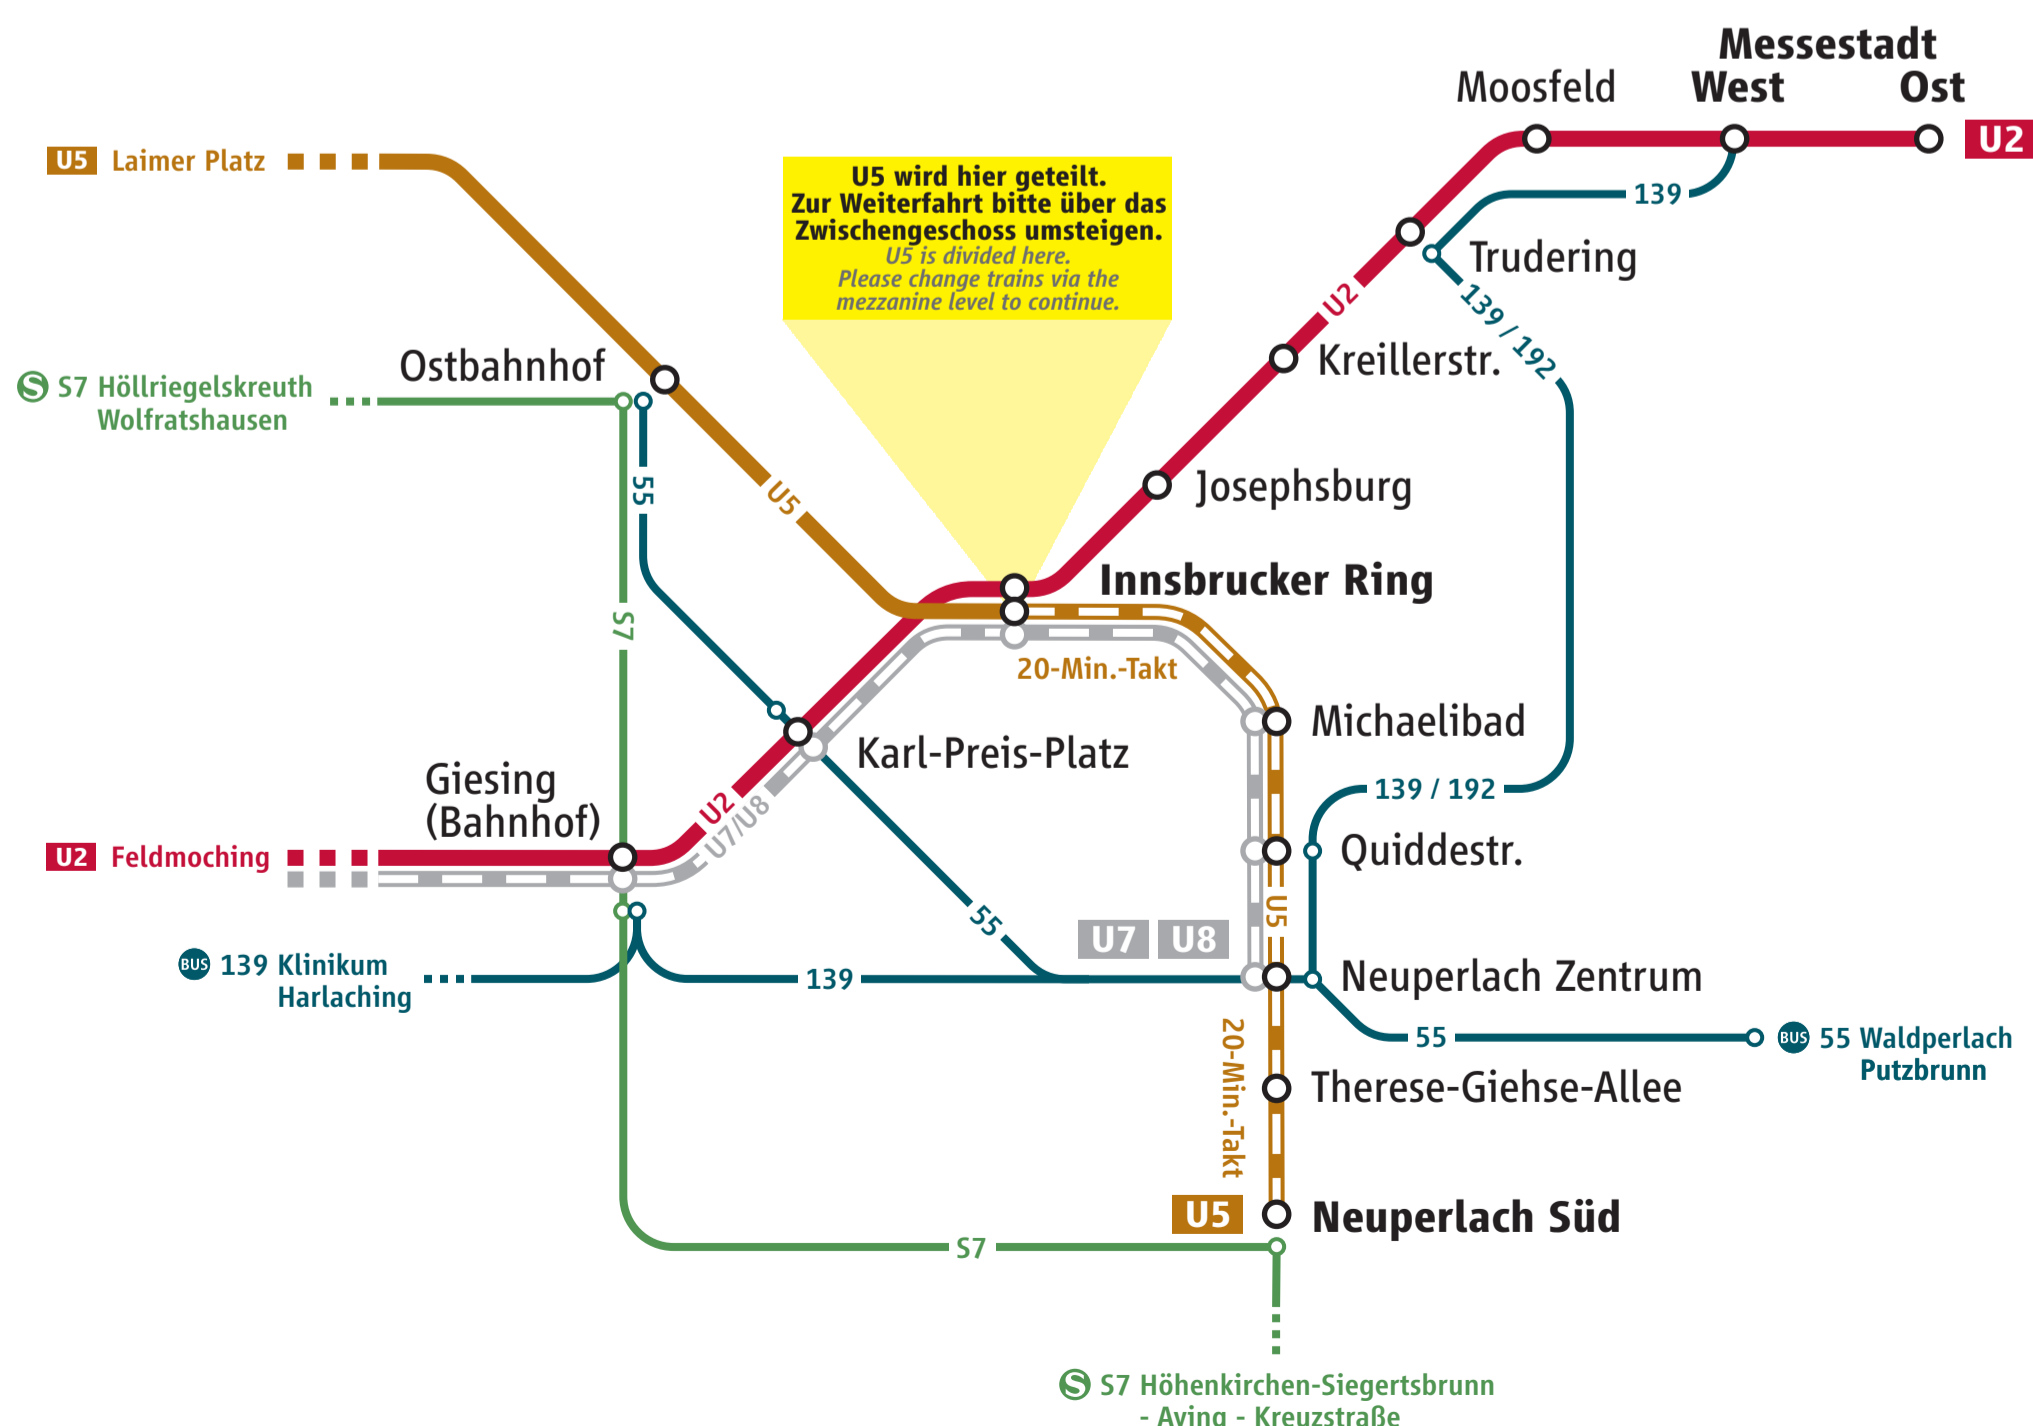 Messestadt
Moosfeld West Ost
U2
U5 Laimer Platz
U5 wird hier geteilt.
Zur Weiterfahrt bitte über das
Zwischengeschoss umsteigen.
U5 is divided here.
Please change trains via the
mezzanine level to continue.
139
Trudering
U2
139 / 192
Ostbahnhof
Kreillerstr.
S S7 Höllriegelskreuth
Wolfratshausen
55
U5
Josephsburg
Innsbrucker Ring
S7
20-Min.-Takt
Michaelibad
Karl-Preis-Platz
Giesing
(Bahnhof)
139 / 192
U2
U7/U8
U2 Feldmoching
Quiddestr.
U5
55
U7 U8
BUS 139 Klinikum
Harlaching
139
Neuperlach Zentrum
55
BUS 55 Waldperlach
Putzbrunn
20-Min.-Takt
Therese-Giehse-Allee
U5
Neuperlach Süd
S7
S S7 Höhenkirchen-Siegertsbrunn
- Aying - Kreuzstraße